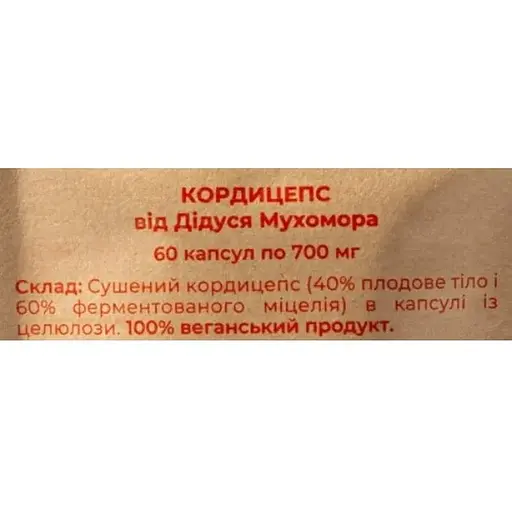 КОРДИЦЕПС
від Дідуся Мухомора
60 капсул по 700 мг
Склад: Сушений кордицепс (40% плодове тіло і
60% ферментованого міцелія) в капсулі із
целюлози. 100% веганський продукт.